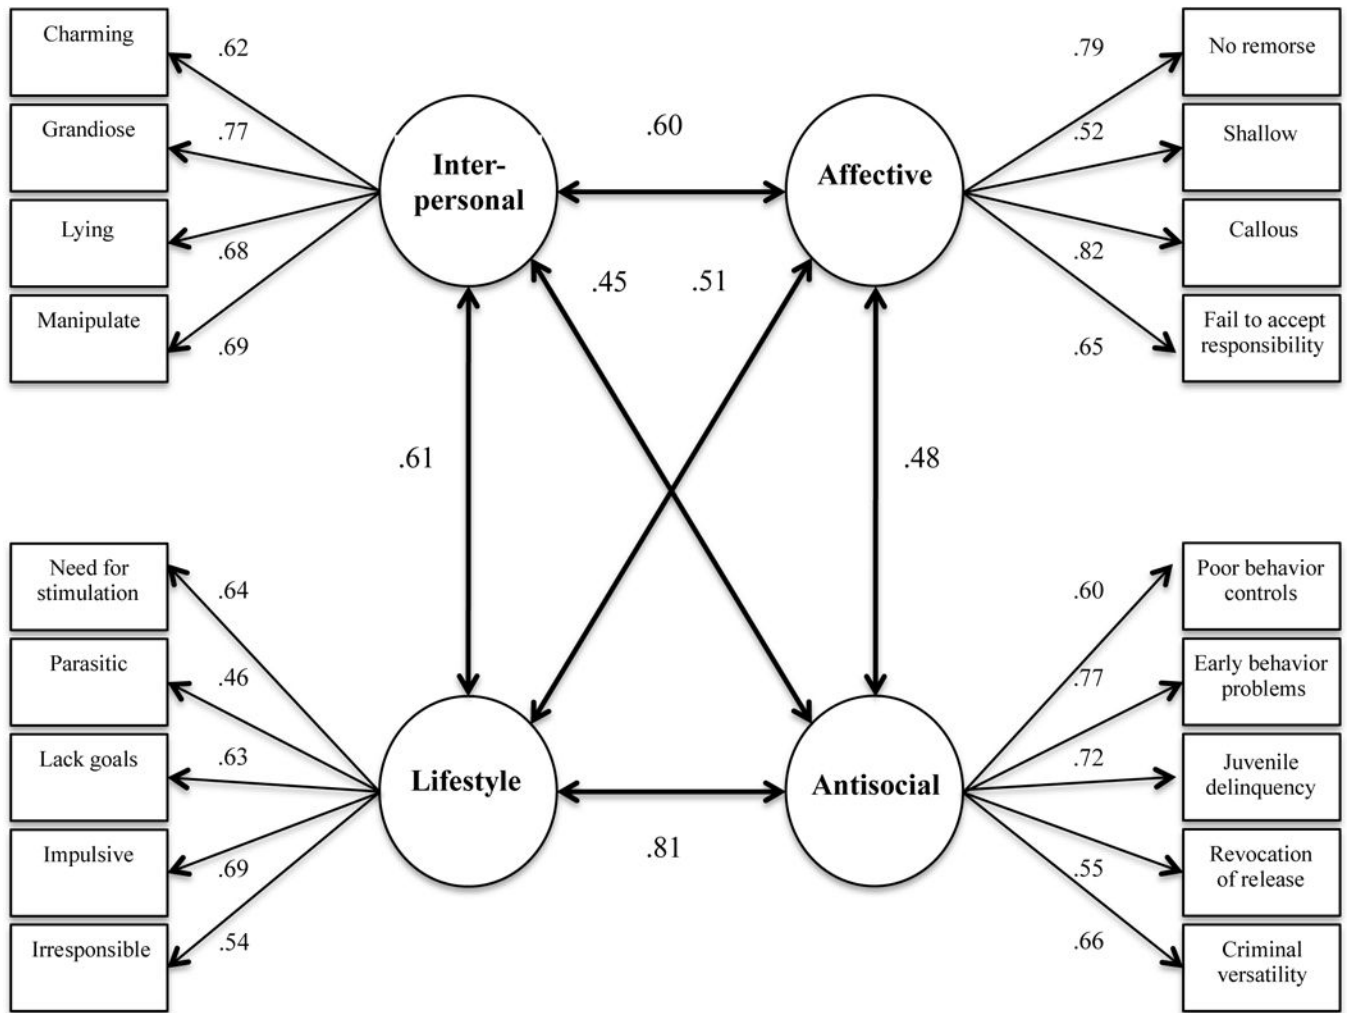 Charming
.62
Grandiose
.77
Lying
.68
Manipulate
.69
Inter-
personal
.60
Affective
.79
No remorse
.52
Shallow
.82
Callous
.65
Fail to accept
responsibility
.45
.51
.61
.48
Need for
stimulation
.64
Parasitic
.46
Lack goals
.63
Impulsive
.69
Irresponsible
.54
Lifestyle
.81
Antisocial
.60
Poor behavior
controls
.77
Early behavior
problems
.72
Juvenile
delinquency
.55
Revocation
of release
.66
Criminal
versatility